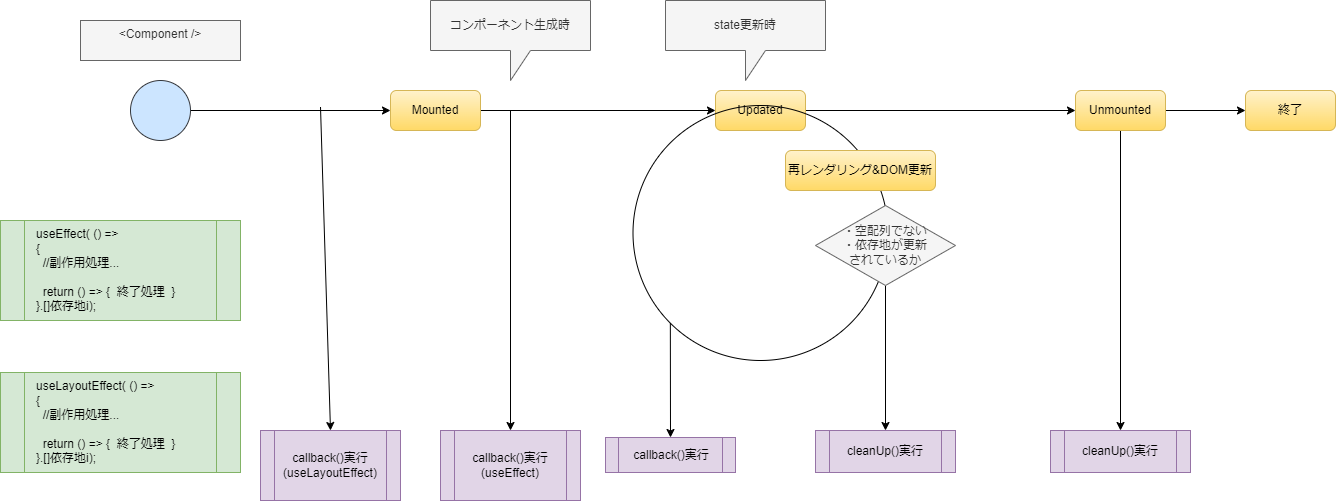 <Component />
コンポーネント生成時
state更新時
Mounted
Updated
Unmounted
終了
再レンダリング&DOM更新
・空配列でない
・依存地が更新
されているか
useEffect( () =>
{
//副作用処理...
return () => {  終了処理  }
}.[]依存地i);
useLayoutEffect( () =>
{
//副作用処理...
return () => {  終了処理  }
}.[]依存地i);
callback()実行
(useLayoutEffect)
callback()実行
(useEffect)
callback()実行
cleanUp()実行
cleanUp()実行